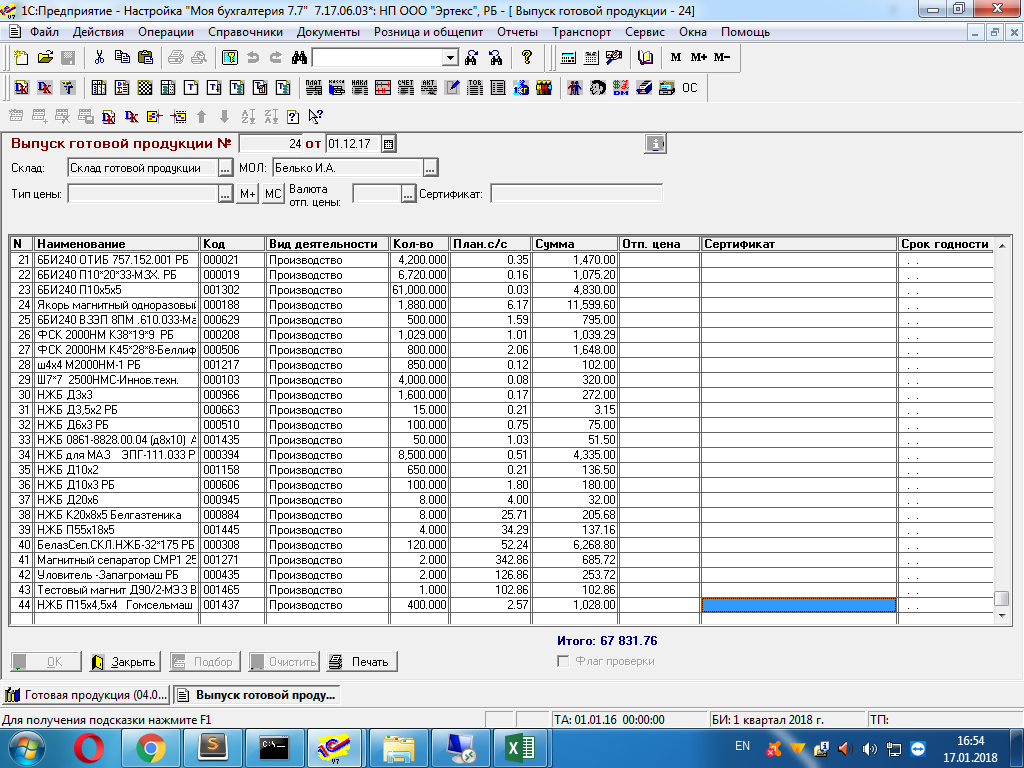 1С:Предприятие - Настройка "Моя бухгалтерия 7.7" 7.17.06.03*: НП ООО "Эртекс", РБ - [ Выпуск готовой продукции - 24]
Файл Действия Операции Справочники Документы Розница и общепит Отчеты Транспорт Сервис Окна Помощь
M M+ M−
ОС
Выпуск готовой продукции № 24 от 01.12.17
Склад: Склад готовой продукции ... МОЛ: Белько И.А. ...
Тип цены: ... M+ МС Валюта отп. цены: ... Сертификат:
N Наименование Код Вид деятельности Кол-во План.с/с Сумма Отп. цена Сертификат Срок годности
21 6БИ240 ОТИБ 757.152.001 РБ 000021 Производство 4,200.000 0.35 1,470.00 . .
22 6БИ240 П10*20*33-МЗХ. РБ 000019 Производство 6,720.000 0.16 1,075.20 . .
23 6БИ240 П10х5х5 001302 Производство 61,000.000 0.03 4,830.00 . .
24 Якорь магнитный одноразовый 000188 Производство 1,880.000 6.17 11,599.60 . .
25 6БИ240 ВЗЭП 8ПМ .610.033-Ма 000629 Производство 500.000 1.59 795.00 . .
26 ФСК 2000НМ К38*19*9 РБ 000208 Производство 1,029.000 1.01 1,039.29 . .
27 ФСК 2000НМ К45*28*8-Беллиф 000506 Производство 800.000 2.06 1,648.00 . .
28 ш4х4 М2000НМ-1 РБ 001217 Производство 850.000 0.12 102.00 . .
29 Ш7*7 2500НМС-Иннов.техн. 000103 Производство 4,000.000 0.08 320.00 . .
30 НЖБ Д3х3 000966 Производство 1,600.000 0.17 272.00 . .
31 НЖБ Д3,5х2 РБ 000663 Производство 15.000 0.21 3.15 . .
32 НЖБ Д6х3 РБ 000510 Производство 100.000 0.75 75.00 . .
33 НЖБ 0861-8828.00.04 (д8х10) 001435 Производство 50.000 1.03 51.50 . .
34 НЖБ для МАЗ ЭПГ-111.033 Р 000394 Производство 8,500.000 0.51 4,335.00 . .
35 НЖБ Д10х2 001158 Производство 650.000 0.21 136.50 . .
36 НЖБ Д10х3 РБ 000606 Производство 100.000 1.80 180.00 . .
37 НЖБ Д20х6 000945 Производство 8.000 4.00 32.00 . .
38 НЖБ К20х8х5 Белгазтеника 000884 Производство 8.000 25.71 205.68 . .
39 НЖБ П55х18х5 001445 Производство 4.000 34.29 137.16 . .
40 БелазСеп.СКЛ.НЖБ-32*175 РБ 000308 Производство 120.000 52.24 6,268.80 . .
41 Магнитный сепаратор СМР1 25 001271 Производство 2.000 342.86 685.72 . .
42 Уловитель -Запагромаш РБ 000435 Производство 2.000 126.86 253.72 . .
43 Тестовый магнит Д90/2-МЭЗ В 001465 Производство 1.000 102.86 102.86 . .
44 НЖБ П15х4,5х4 Гомсельмаш 001437 Производство 400.000 2.57 1,028.00 . .
Итого: 67 831.76
OK Закрыть Подбор Очистить Печать Флаг проверки
Готовая продукция (04.0... Выпуск готовой проду...
Для получения подсказки нажмите F1 ТА: 01.01.16 00:00:00 БИ: 1 квартал 2018 г. ТП:
EN 16:54
17.01.2018